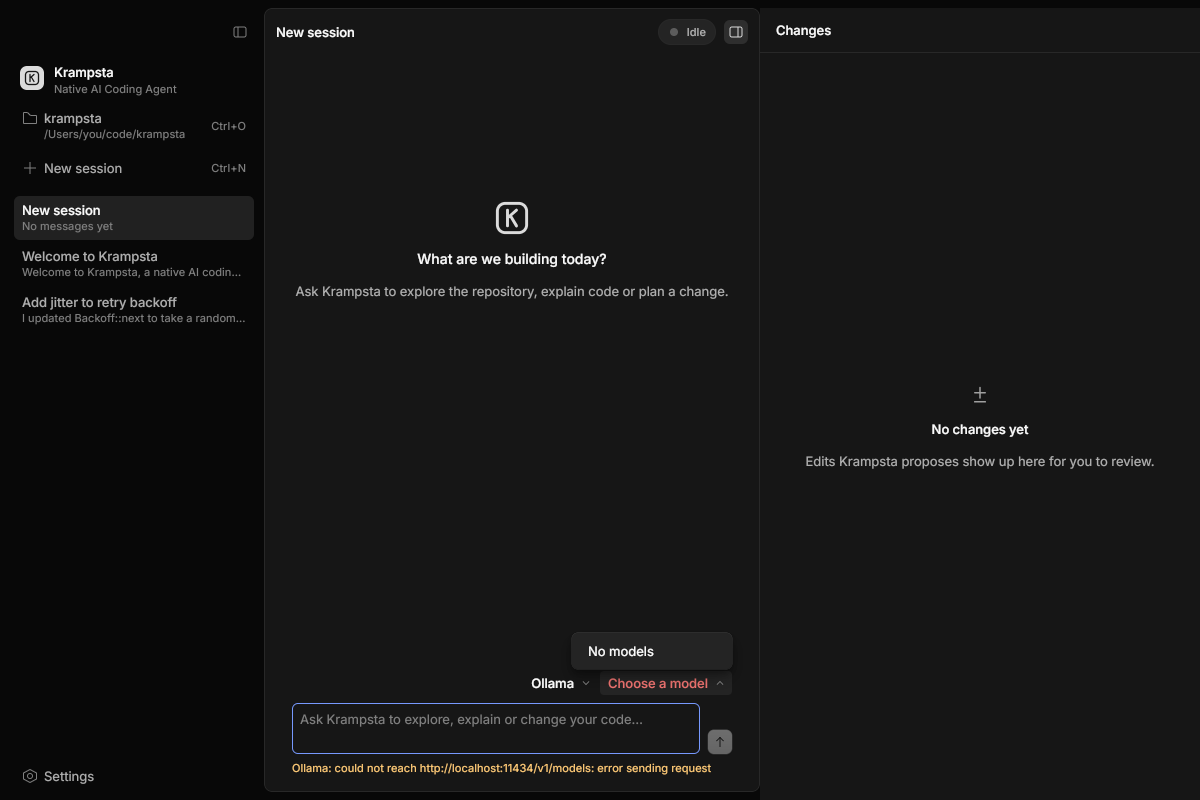 Krampsta
Native AI Coding Agent
krampsta
/Users/you/code/krampsta
Ctrl+O
New session
Ctrl+N
New session
No messages yet
Welcome to Krampsta
Welcome to Krampsta, a native AI codin...
Add jitter to retry backoff
I updated Backoff::next to take a random...
Settings
New session
Idle
K
What are we building today?
Ask Krampsta to explore the repository, explain code or plan a change.
No models
Ollama
Choose a model
Ask Krampsta to explore, explain or change your code...
Ollama: could not reach http://localhost:11434/v1/models: error sending request
Changes
No changes yet
Edits Krampsta proposes show up here for you to review.